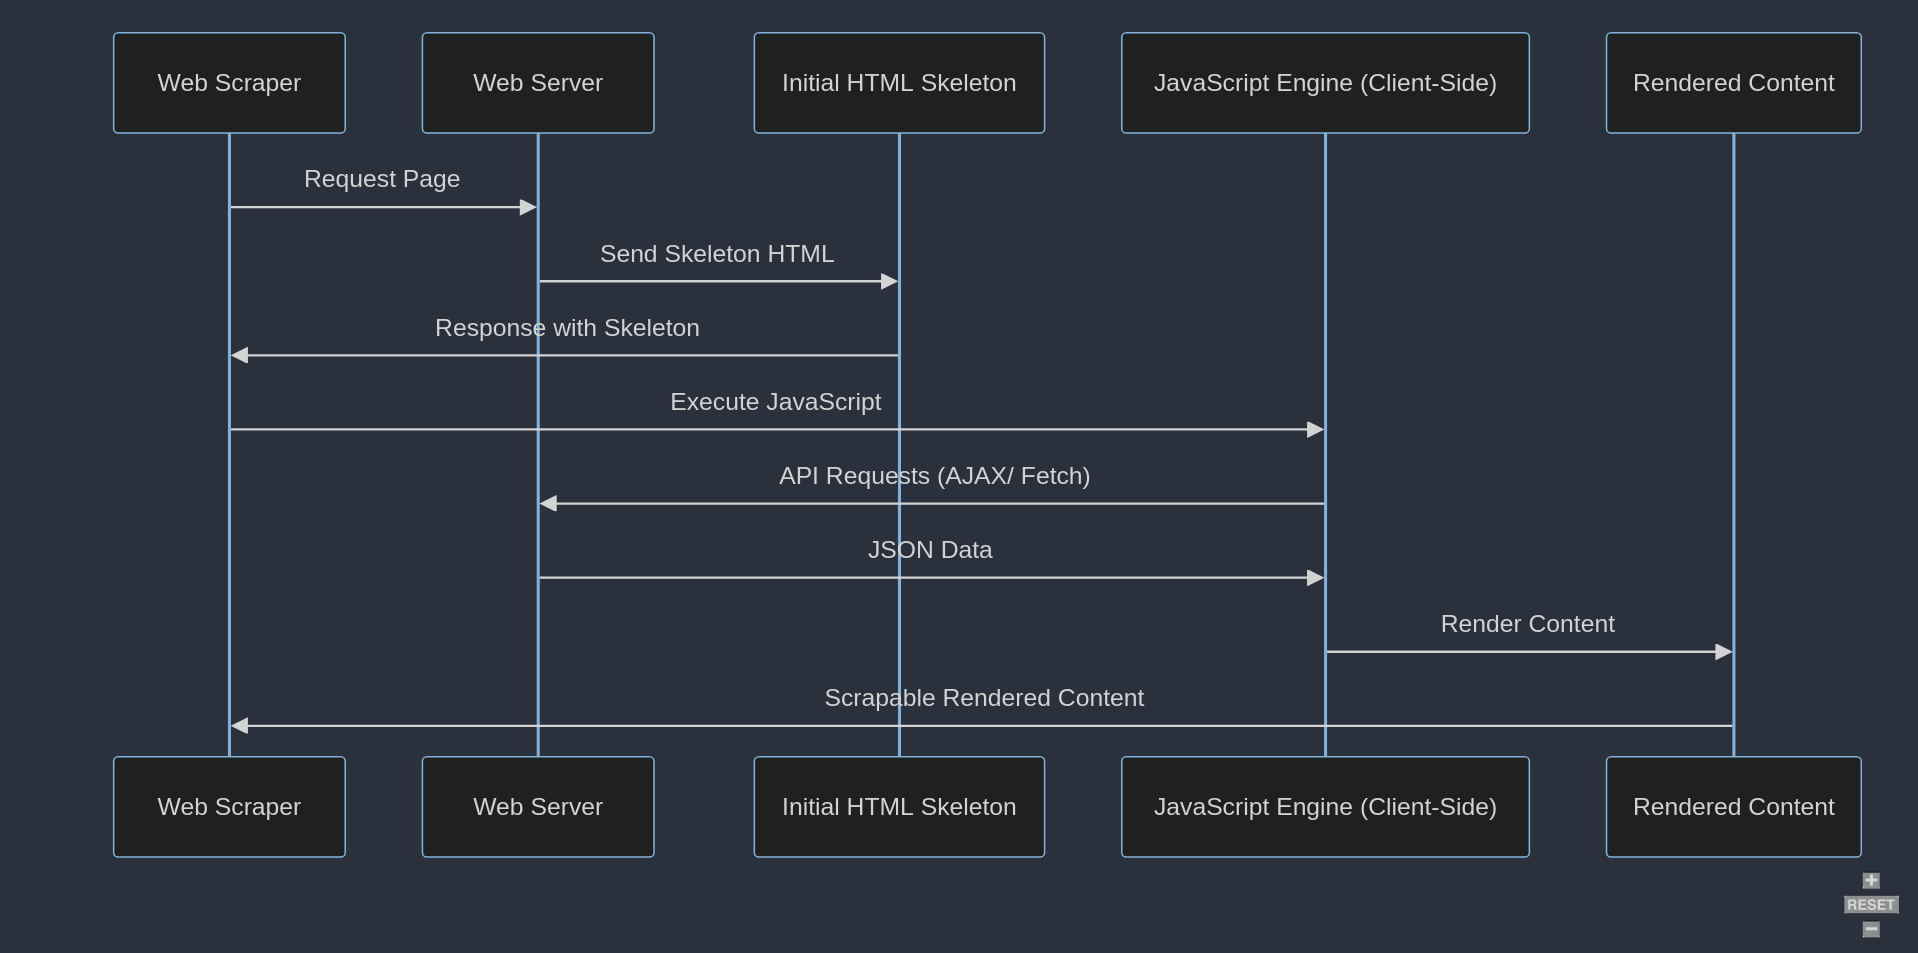 Web Scraper
Web Server
Initial HTML Skeleton
JavaScript Engine (Client-Side)
Rendered Content
Request Page
Send Skeleton HTML
Response with Skeleton
Execute JavaScript
API Requests (AJAX/ Fetch)
JSON Data
Render Content
Scrapable Rendered Content
Web Scraper
Web Server
Initial HTML Skeleton
JavaScript Engine (Client-Side)
Rendered Content
+
RESET
−